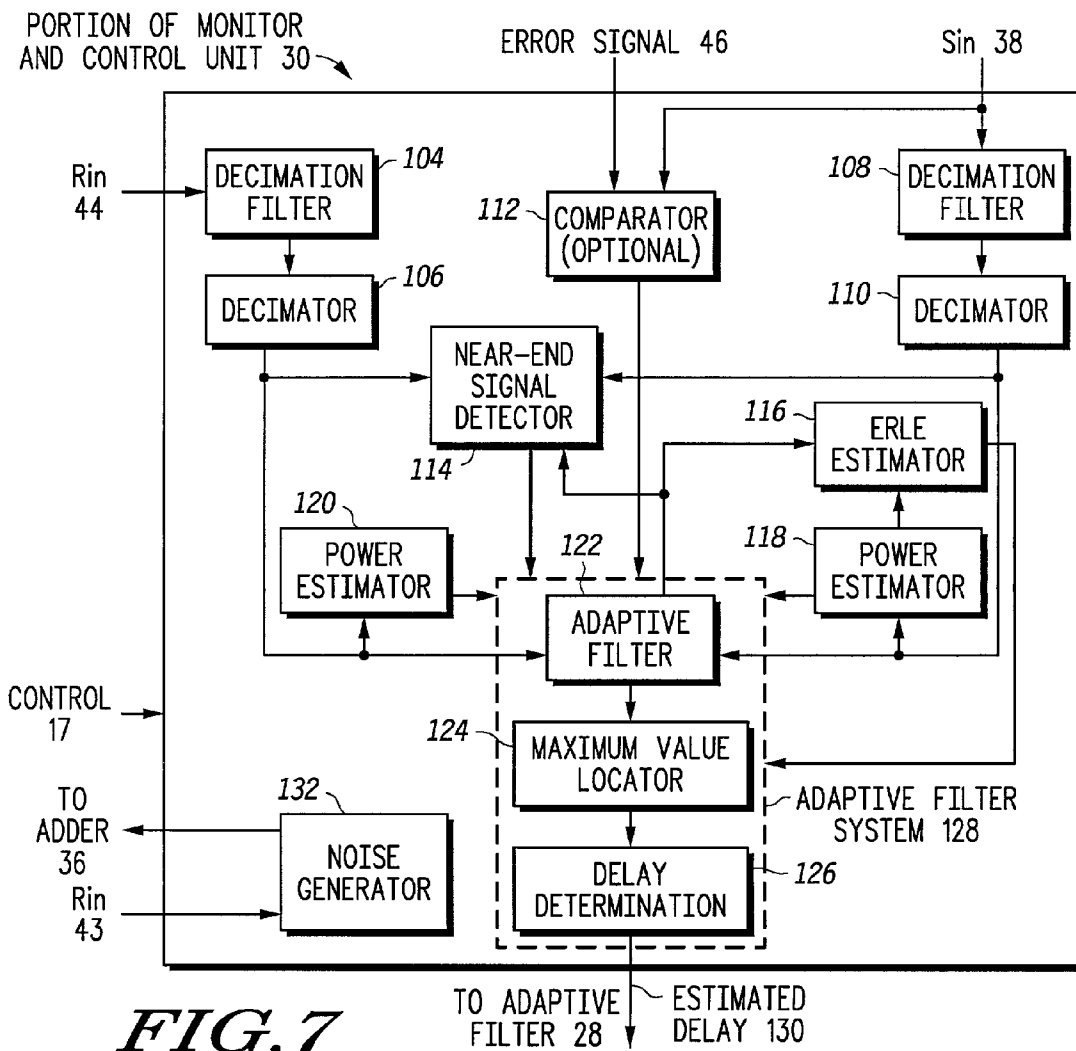 PORTION OF MONITOR
AND CONTROL UNIT 30
ERROR SIGNAL 46
Sin 38
Rin
44
DECIMATION
FILTER
104
DECIMATOR
106
112
COMPARATOR
(OPTIONAL)
108
DECIMATION
FILTER
110
DECIMATOR
NEAR-END
SIGNAL
DETECTOR
114
116
ERLE
ESTIMATOR
120
POWER
ESTIMATOR
118
POWER
ESTIMATOR
122
ADAPTIVE
FILTER
CONTROL
17
124
MAXIMUM VALUE
LOCATOR
ADAPTIVE FILTER
SYSTEM 128
TO
ADDER
36
132
NOISE
GENERATOR
Rin
43
DELAY
DETERMINATION
126
TO ADAPTIVE
FILTER 28
ESTIMATED
DELAY 130
FIG.7